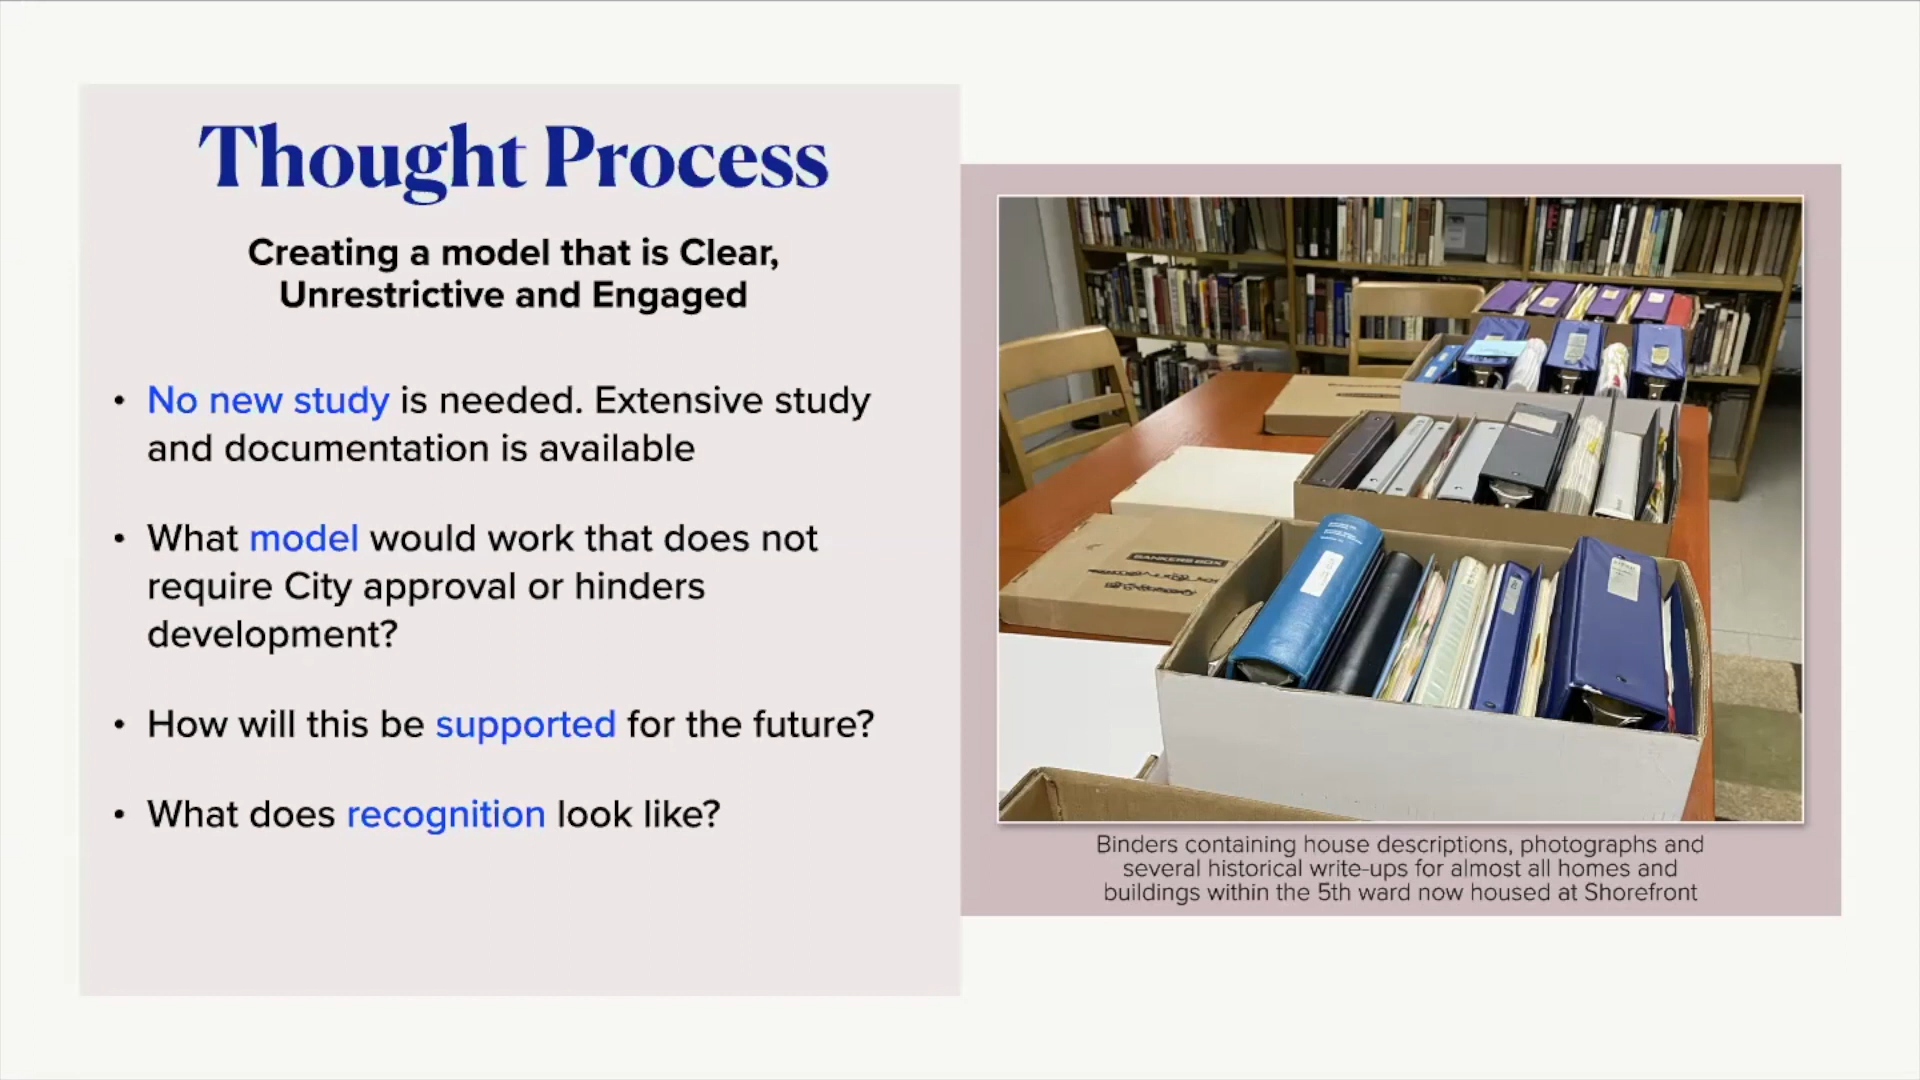 Thought Process
Creating a model that is Clear,
Unrestrictive and Engaged
• No new study is needed. Extensive study
and documentation is available
• What model would work that does not
require City approval or hinders
development?
• How will this be supported for the future?
• What does recognition look like?
BANKERS BOX
Binders containing house descriptions, photographs and
several historical write-ups for almost all homes and
buildings within the 5th ward now housed at Shorefront